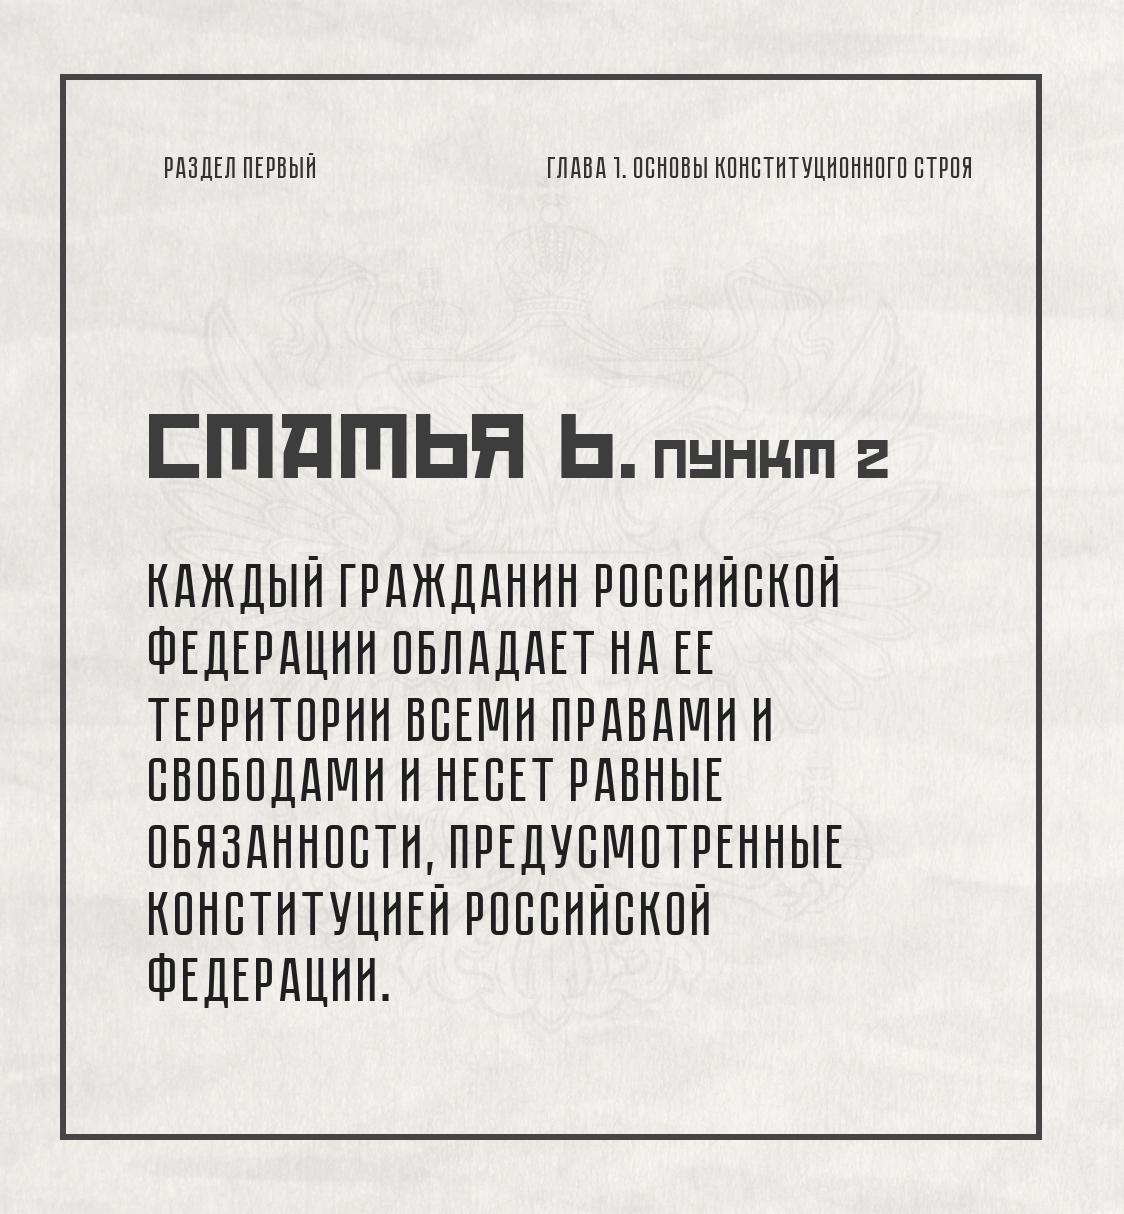 РАЗДЕЛ ПЕРВЫЙ
ГЛАВА 1. ОСНОВЫ КОНСТИТУЦИОННОГО СТРОЯ
СТАТЬЯ 6. ПУНКТ 2
КАЖДЫЙ ГРАЖДАНИН РОССИЙСКОЙ
ФЕДЕРАЦИИ ОБЛАДАЕТ НА ЕЕ
ТЕРРИТОРИИ ВСЕМИ ПРАВАМИ И
СВОБОДАМИ И НЕСЕТ РАВНЫЕ
ОБЯЗАННОСТИ, ПРЕДУСМОТРЕННЫЕ
КОНСТИТУЦИЕЙ РОССИЙСКОЙ
ФЕДЕРАЦИИ.